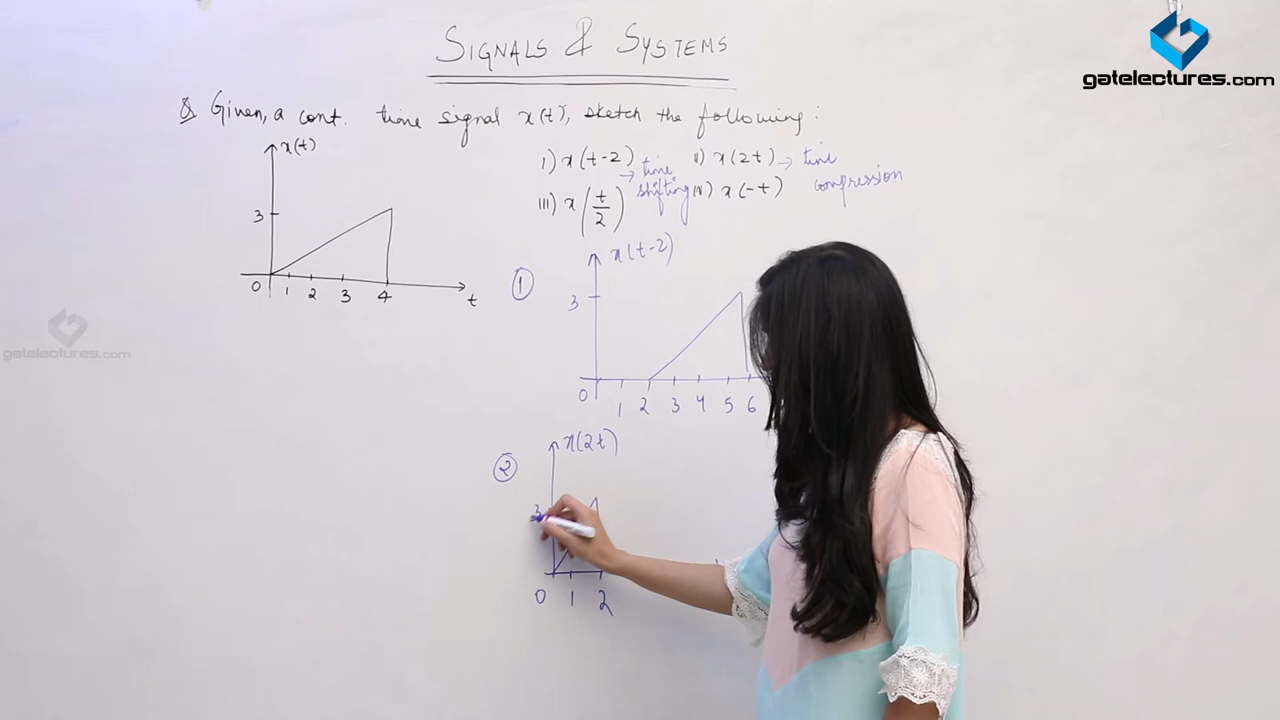 SIGNALS & SYSTEMS
gatelectures.com
Q Given, a cont. time signal x(t), sketch the following:
i) x(t-2) → time shifting
ii) x(2t) → time compression
iii) x(t/2)
iv) x(-t)
x(t)
3
0 1 2 3 4 t
① x(t-2)
3
0 1 2 3 4 5 6
gatelectures.com
② x(2t)
3
0 1 2